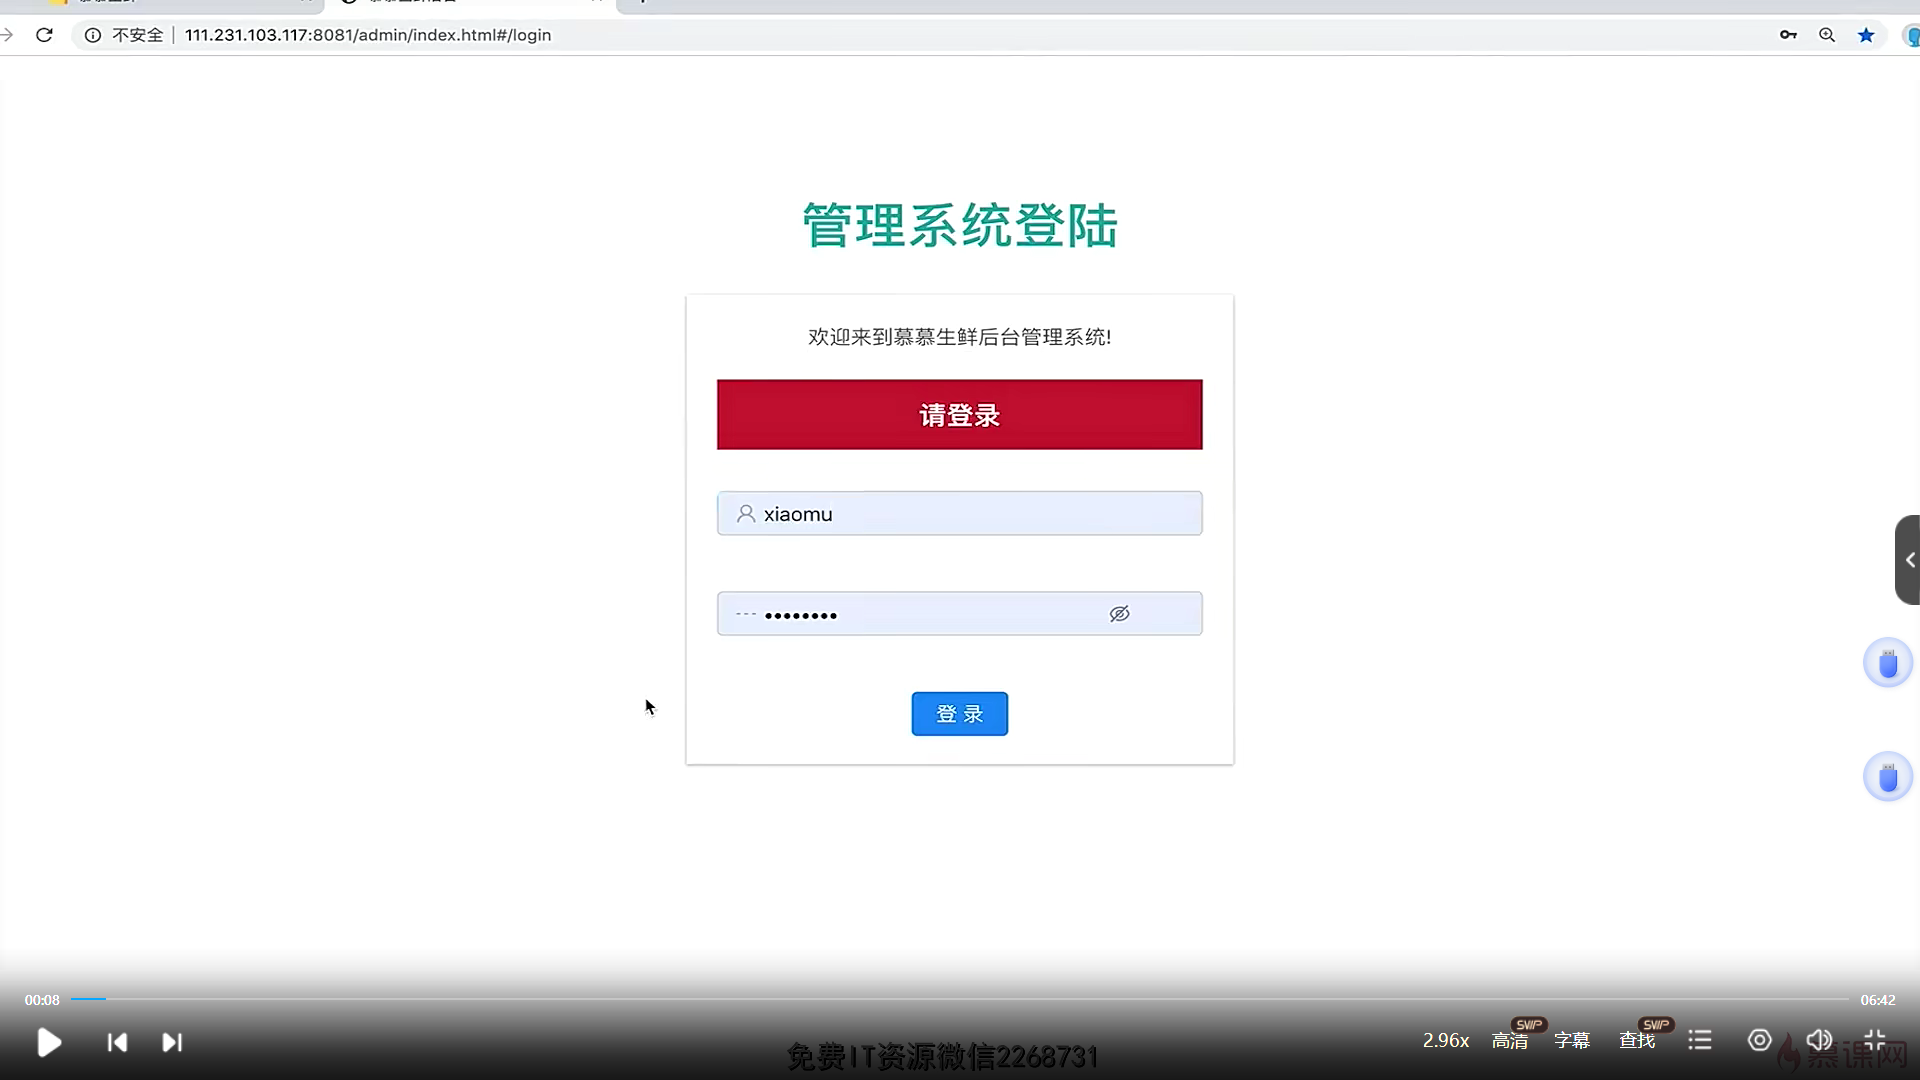 不安全 111.231.103.117:8081/admin/index.html#/login
管理系统登陆
欢迎来到慕慕生鲜后台管理系统!
请登录
xiaomu
登 录
00:08
06:42
2.96x 高清 SVIP 字幕 查找 SVIP
免费IT资源微信2268731
慕课网